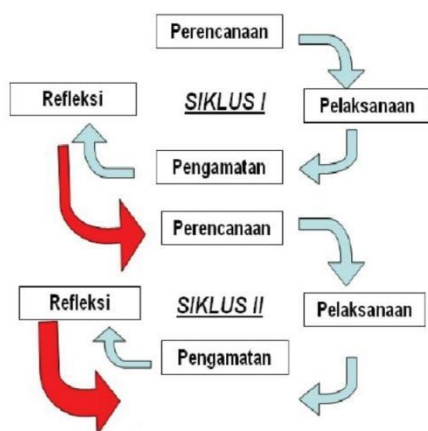 Perencanaan
Refleksi
SIKLUS I
Pelaksanaan
Pengamatan
Perencanaan
Refleksi
SIKLUS II
Pelaksanaan
Pengamatan